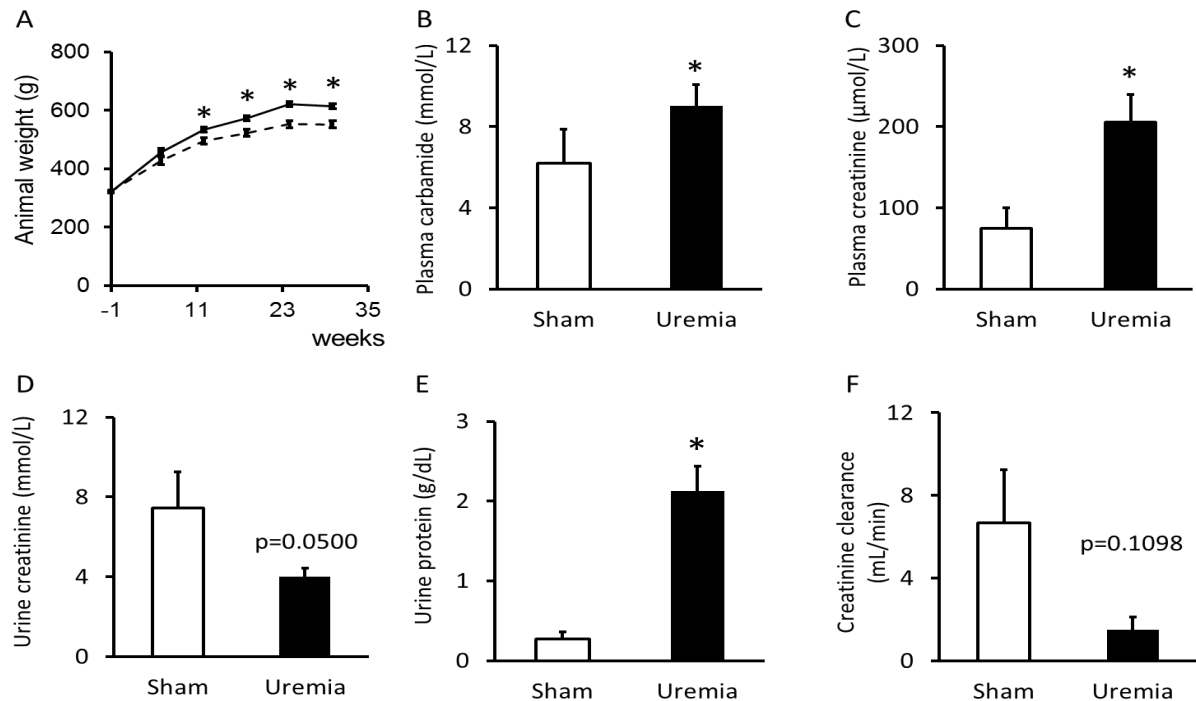 A
Animal weight (g)
800
600
400
200
0
* * * *
-1 11 23 35
weeks
B
Plasma carbamide (mmol/L)
12
8
4
0
*
Sham Uremia
C
Plasma creatinine (µmol/L)
300
200
100
0
*
Sham Uremia
D
Urine creatinine (mmol/L)
12
8
4
0
p=0.0500
Sham Uremia
E
Urine protein (g/dL)
3
2
1
0
*
Sham Uremia
F
Creatinine clearance
(mL/min)
12
8
4
0
p=0.1098
Sham Uremia